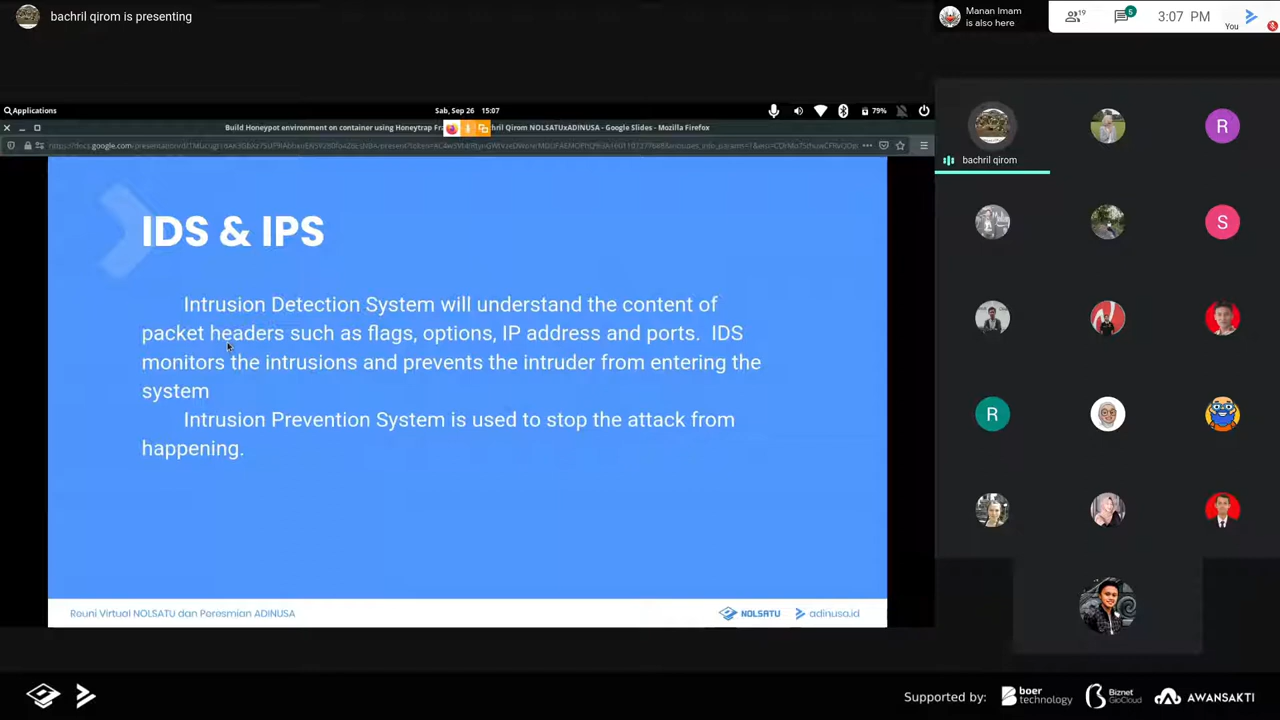 bachril qirom is presenting
Manan Imam
is also here
19
5
3:07 PM
You
Applications
Sab, Sep 26 15:07
79%
Build Honeypot environment on container using Honeytrap Fra
hril Qirom NOLSATUxADINUSA - Google Slides - Mozilla Firefox
bachril qirom
R
S
R
IDS & IPS
Intrusion Detection System will understand the content of
packet headers such as flags, options, IP address and ports. IDS
monitors the intrusions and prevents the intruder from entering the
system
Intrusion Prevention System is used to stop the attack from
happening.
Reuni Virtual NOLSATU dan Peresmian ADINUSA
NOLSATU
adinusa.id
Supported by:
boer
technology
Biznet
GioCloud
AWANSAKTI